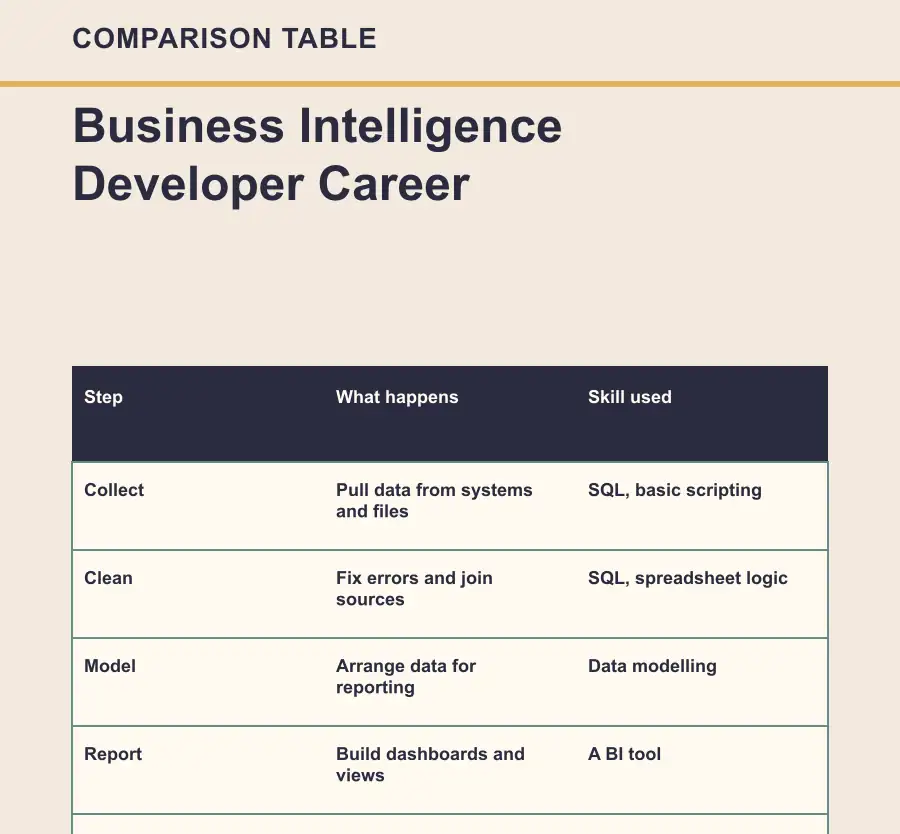 COMPARISON TABLE
Business Intelligence
Developer Career
Step
What happens
Skill used
Collect
Pull data from systems
and files
SQL, basic scripting
Clean
Fix errors and join
sources
SQL, spreadsheet logic
Model
Arrange data for
reporting
Data modelling
Report
Build dashboards and
views
A BI tool